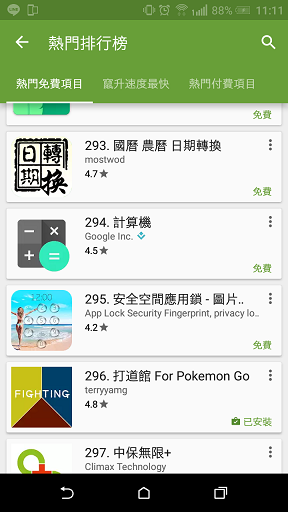 88% 11:11
熱門排行榜
熱門免費項目 竄升速度最快 熱門付費項目
免費
轉換
日期
293. 國曆 農曆 日期轉換
mostwod
4.7★
免費
294. 計算機
Google Inc.
4.5★
免費
12:00
295. 安全空間應用鎖 - 圖片..
App Lock Security Fingerprint, privacy lo..
4.2★
免費
FIGHTING
296. 打道館 For Pokemon Go
terryyamg
4.8★
已安裝
297. 中保無限+
Climax Technology